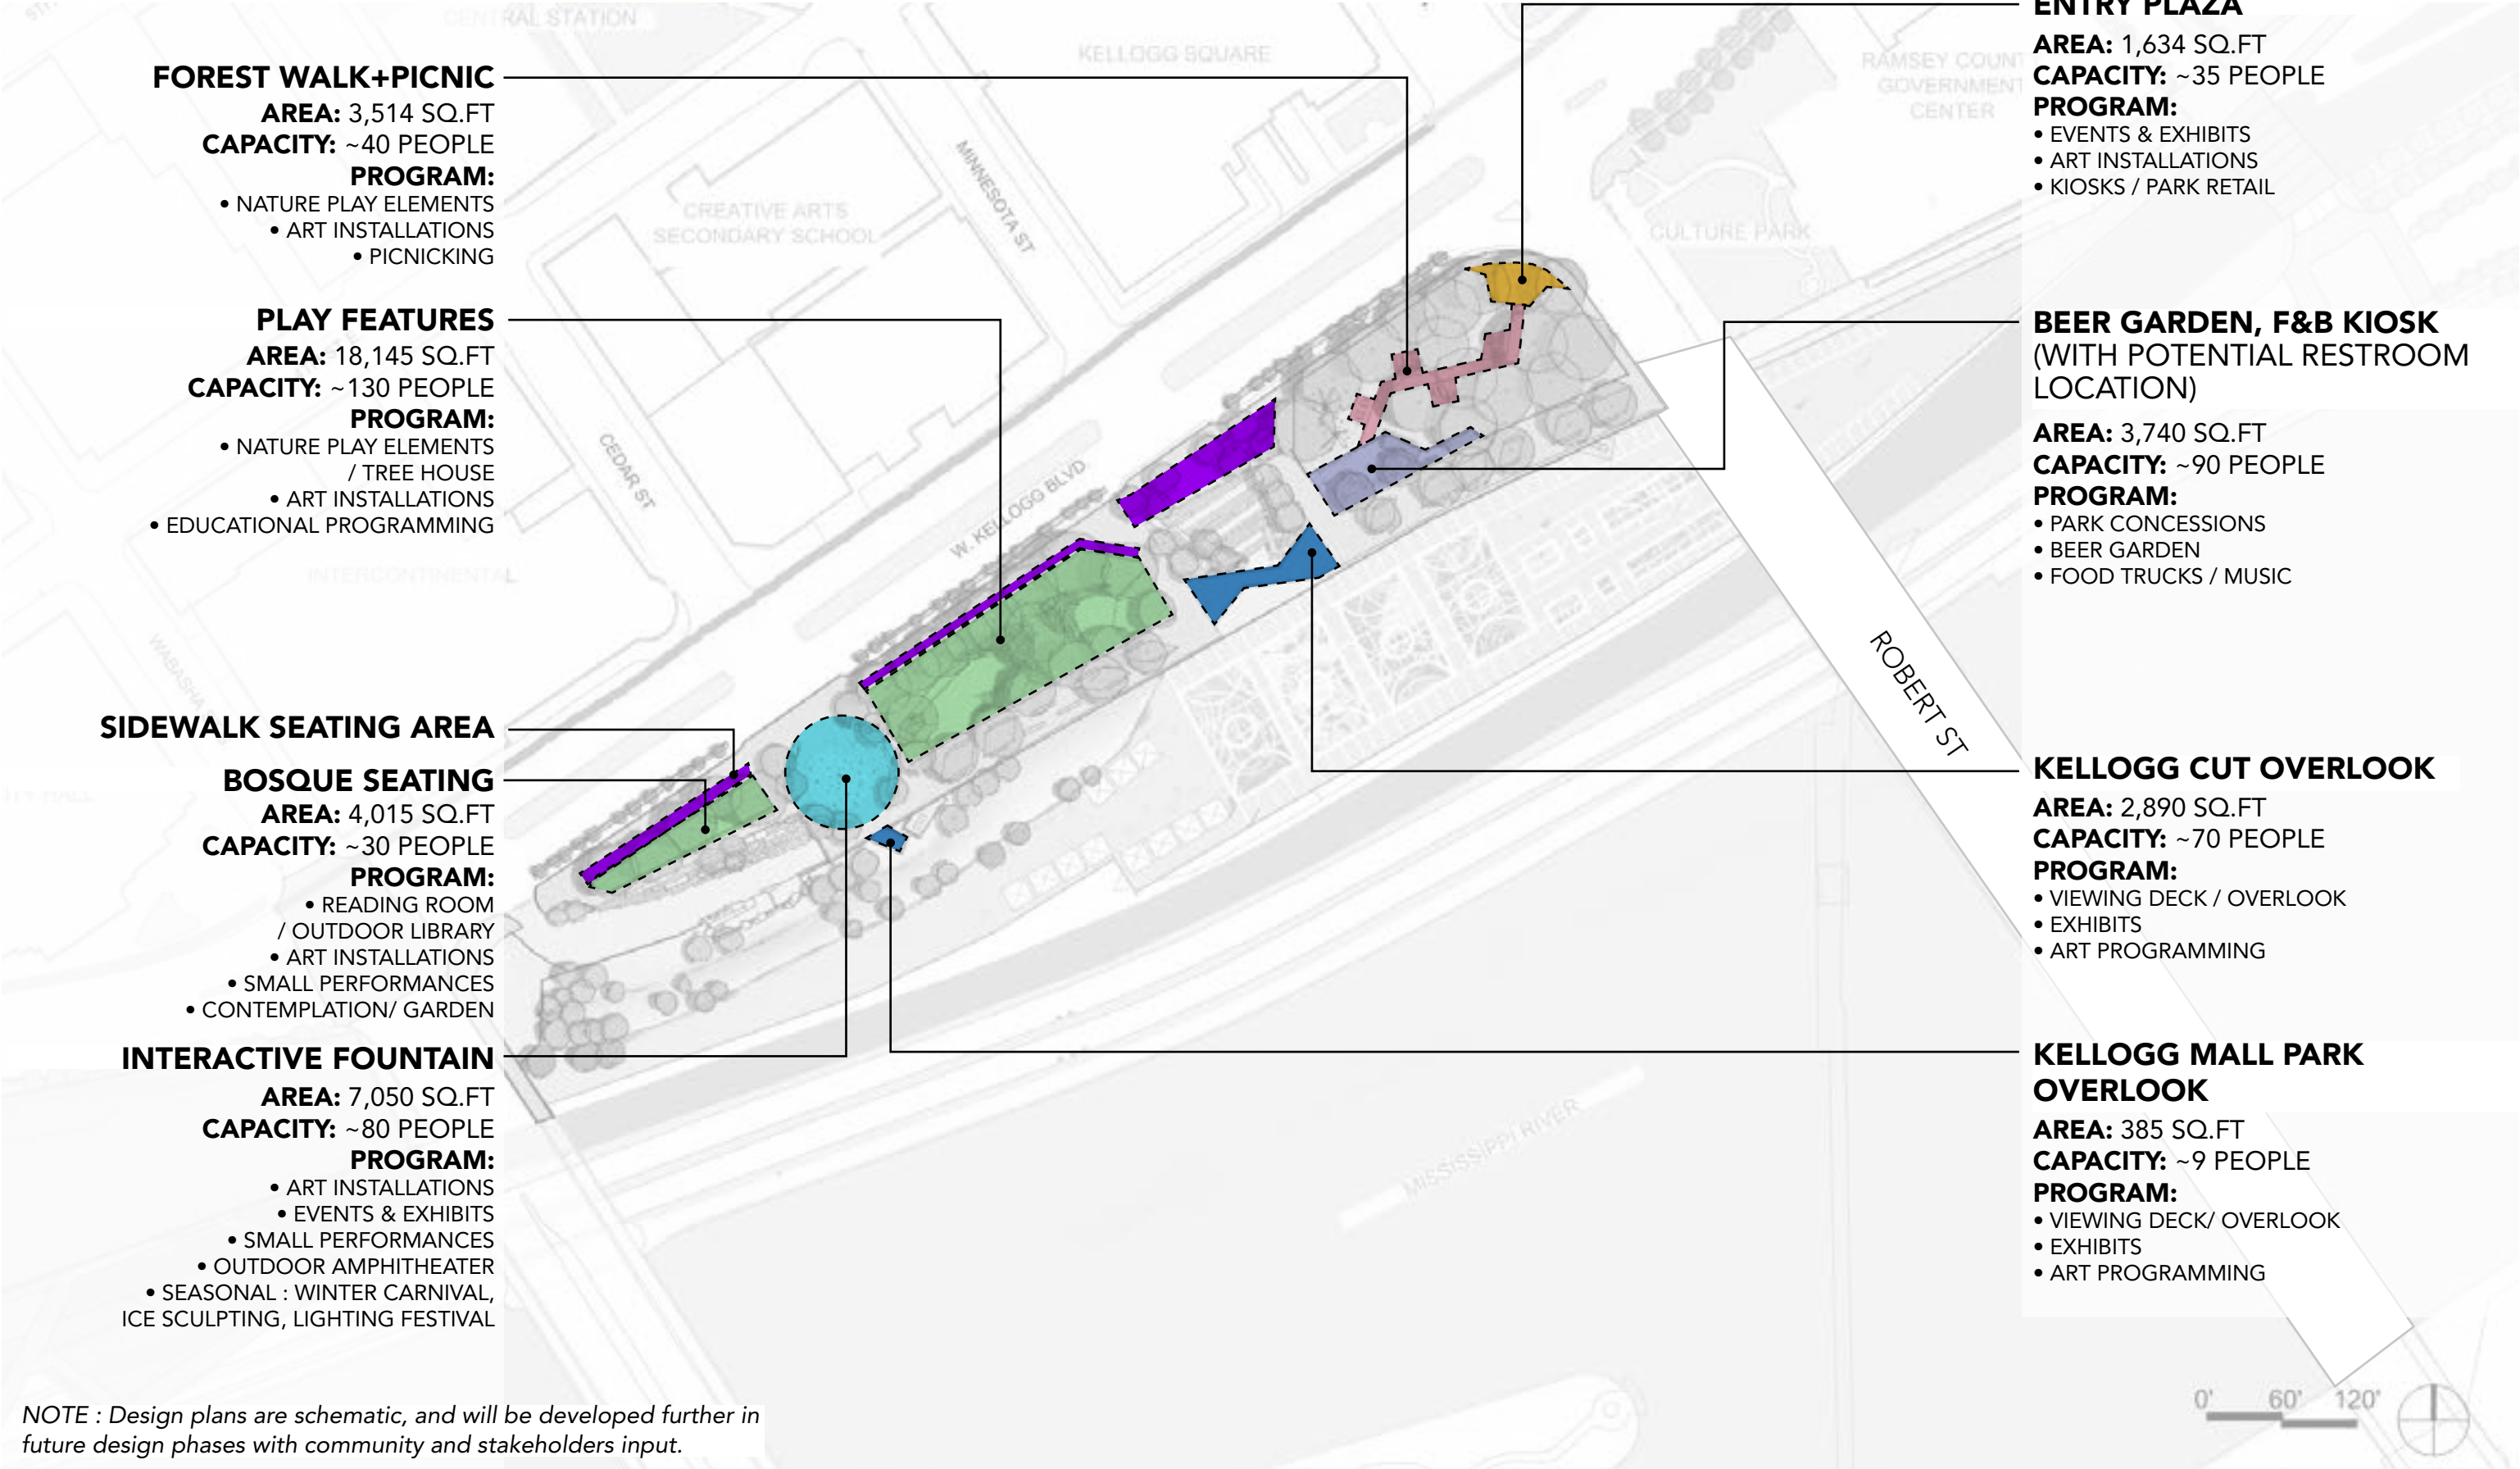 CENTRAL STATION
KELLOGG SQUARE
CREATIVE ARTS
SECONDARY SCHOOL
MINNESOTA ST
CEDAR ST
W. KELLOGG BLVD
INTERCONTINENTAL
WABASHA
CULTURE PARK
GOVERNMENT
CENTER
ROBERT ST
MISSISSIPPI RIVER
FOREST WALK+PICNIC
AREA: 3,514 SQ.FT
CAPACITY: ~40 PEOPLE
PROGRAM:
• NATURE PLAY ELEMENTS
• ART INSTALLATIONS
• PICNICKING
PLAY FEATURES
AREA: 18,145 SQ.FT
CAPACITY: ~130 PEOPLE
PROGRAM:
• NATURE PLAY ELEMENTS
/ TREE HOUSE
• ART INSTALLATIONS
• EDUCATIONAL PROGRAMMING
SIDEWALK SEATING AREA
BOSQUE SEATING
AREA: 4,015 SQ.FT
CAPACITY: ~30 PEOPLE
PROGRAM:
• READING ROOM
/ OUTDOOR LIBRARY
• ART INSTALLATIONS
• SMALL PERFORMANCES
• CONTEMPLATION/ GARDEN
INTERACTIVE FOUNTAIN
AREA: 7,050 SQ.FT
CAPACITY: ~80 PEOPLE
PROGRAM:
• ART INSTALLATIONS
• EVENTS & EXHIBITS
• SMALL PERFORMANCES
• OUTDOOR AMPHITHEATER
• SEASONAL : WINTER CARNIVAL,
ICE SCULPTING, LIGHTING FESTIVAL
ENTRY PLAZA
AREA: 1,634 SQ.FT
CAPACITY: ~35 PEOPLE
PROGRAM:
• EVENTS & EXHIBITS
• ART INSTALLATIONS
• KIOSKS / PARK RETAIL
RAMSEY COUNT
BEER GARDEN, F&B KIOSK
(WITH POTENTIAL RESTROOM
LOCATION)
AREA: 3,740 SQ.FT
CAPACITY: ~90 PEOPLE
PROGRAM:
• PARK CONCESSIONS
• BEER GARDEN
• FOOD TRUCKS / MUSIC
KELLOGG CUT OVERLOOK
AREA: 2,890 SQ.FT
CAPACITY: ~70 PEOPLE
PROGRAM:
• VIEWING DECK / OVERLOOK
• EXHIBITS
• ART PROGRAMMING
KELLOGG MALL PARK
OVERLOOK
AREA: 385 SQ.FT
CAPACITY: ~9 PEOPLE
PROGRAM:
• VIEWING DECK/ OVERLOOK
• EXHIBITS
• ART PROGRAMMING
0' 60' 120'
NOTE : Design plans are schematic, and will be developed further in
future design phases with community and stakeholders input.